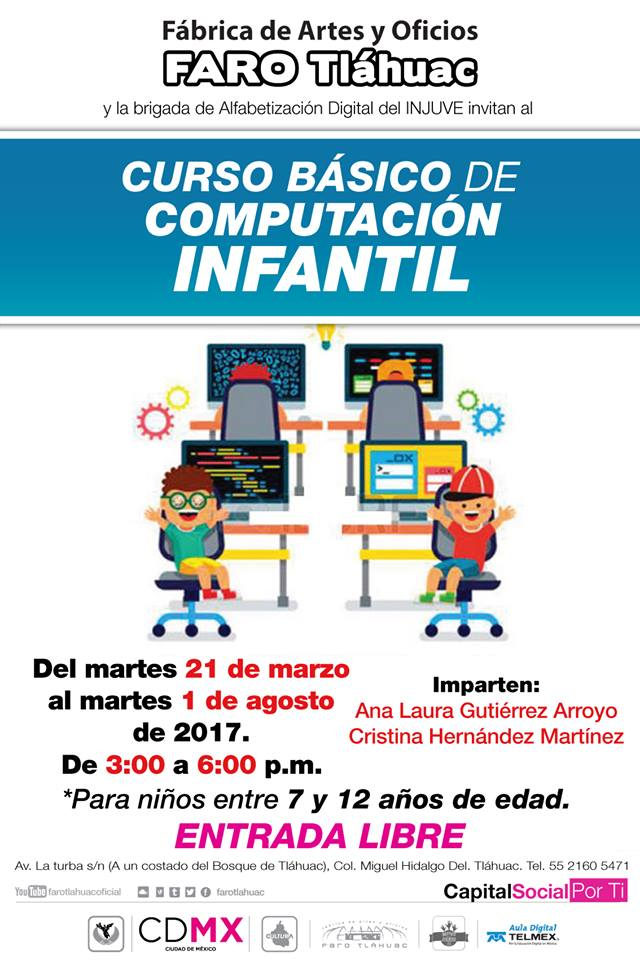 Fábrica de Artes y Oficios
FARO Tláhuac
y la brigada de Alfabetización Digital del INJUVE invitan al
CURSO BÁSICO DE
COMPUTACIÓN
INFANTIL
Del martes 21 de marzo
al martes 1 de agosto
de 2017.
De 3:00 a 6:00 p.m.
Imparten:
Ana Laura Gutiérrez Arroyo
Cristina Hernández Martínez
*Para niños entre 7 y 12 años de edad.
ENTRADA LIBRE
Av. La turba s/n (A un costado del Bosque de Tláhuac), Col. Miguel Hidalgo Del. Tláhuac. Tel. 55 2160 5471
YouTube farotlahuacoficial
farotlahuac
CapitalSocialPor Ti
CDMX
CIUDAD DE MÉXICO
CULTURA
FARO TLÁHUAC
Aula Digital
TELMEX